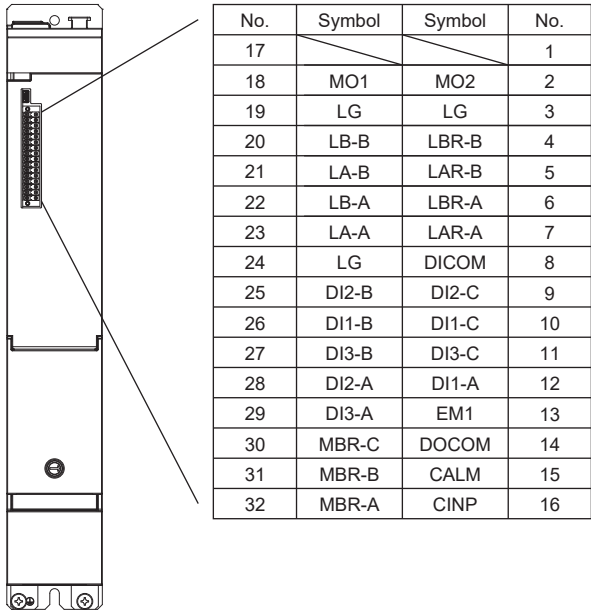 No. Symbol Symbol No.
17 1
18 MO1 MO2 2
19 LG LG 3
20 LB-B LBR-B 4
21 LA-B LAR-B 5
22 LB-A LBR-A 6
23 LA-A LAR-A 7
24 LG DICOM 8
25 DI2-B DI2-C 9
26 DI1-B DI1-C 10
27 DI3-B DI3-C 11
28 DI2-A DI1-A 12
29 DI3-A EM1 13
30 MBR-C DOCOM 14
31 MBR-B CALM 15
32 MBR-A CINP 16